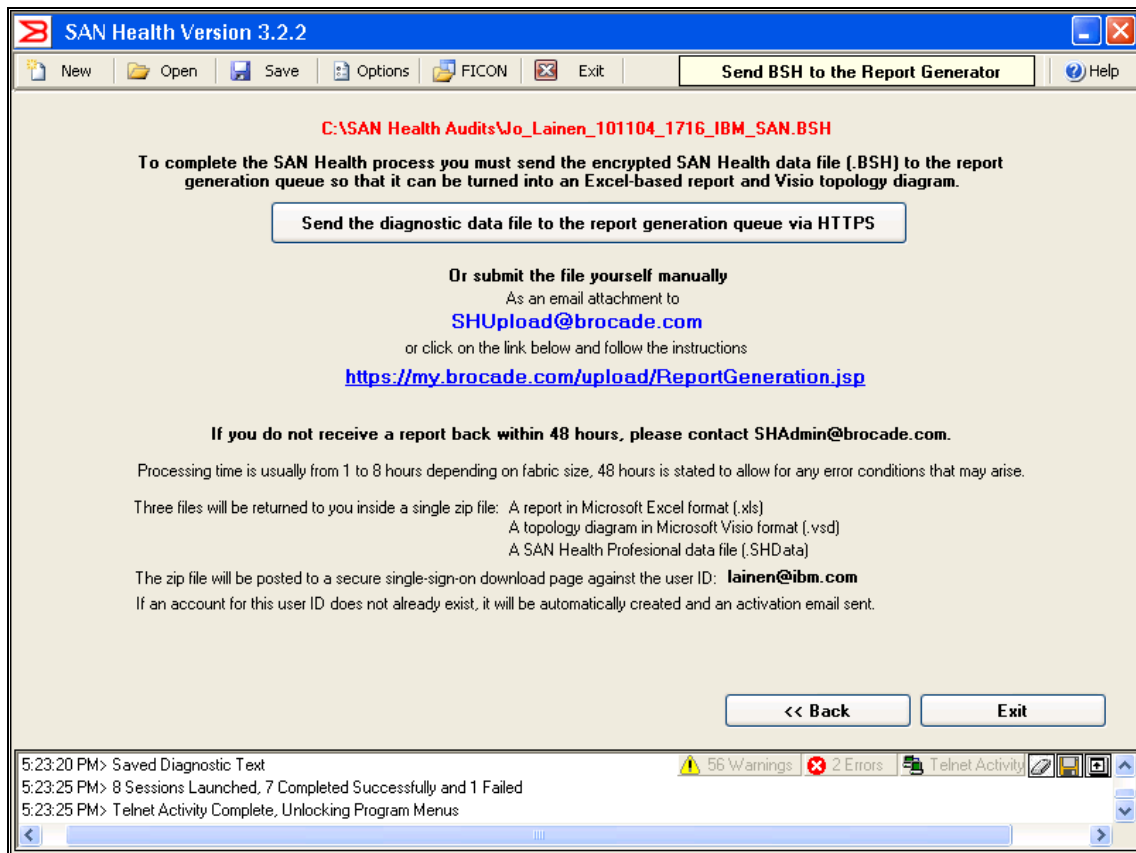 SAN Health Version 3.2.2
New Open Save Options FICON Exit Send BSH to the Report Generator Help
C:\SAN Health Audits\Jo_Lainen_101104_1716_IBM_SAN.BSH
To complete the SAN Health process you must send the encrypted SAN Health data file (.BSH) to the report
generation queue so that it can be turned into an Excel-based report and Visio topology diagram.
Send the diagnostic data file to the report generation queue via HTTPS
Or submit the file yourself manually
As an email attachment to
SHUpload@brocade.com
or click on the link below and follow the instructions
https://my.brocade.com/upload/ReportGeneration.jsp
If you do not receive a report back within 48 hours, please contact SHAdmin@brocade.com.
Processing time is usually from 1 to 8 hours depending on fabric size, 48 hours is stated to allow for any error conditions that may arise.
Three files will be returned to you inside a single zip file: A report in Microsoft Excel format (.xls)
A topology diagram in Microsoft Visio format (.vsd)
A SAN Health Profesional data file (.SHData)
The zip file will be posted to a secure single-sign-on download page against the user ID: lainen@ibm.com
If an account for this user ID does not already exist, it will be automatically created and an activation email sent.
<< Back Exit
5:23:20 PM> Saved Diagnostic Text 56 Warnings 2 Errors Telnet Activity
5:23:25 PM> 8 Sessions Launched, 7 Completed Successfully and 1 Failed
5:23:25 PM> Telnet Activity Complete, Unlocking Program Menus